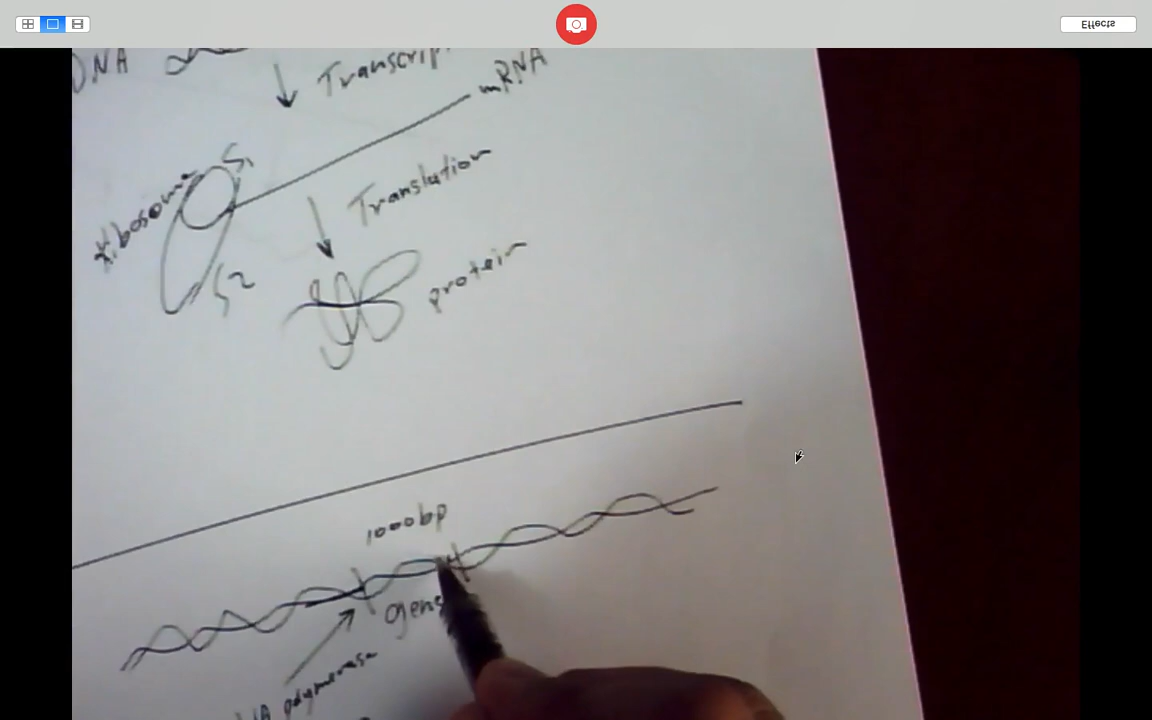 DNA
Transcrip
mRNA
Ribosome
S1
Translation
S2
protein
1000bp
gene
A polymerase
Effects